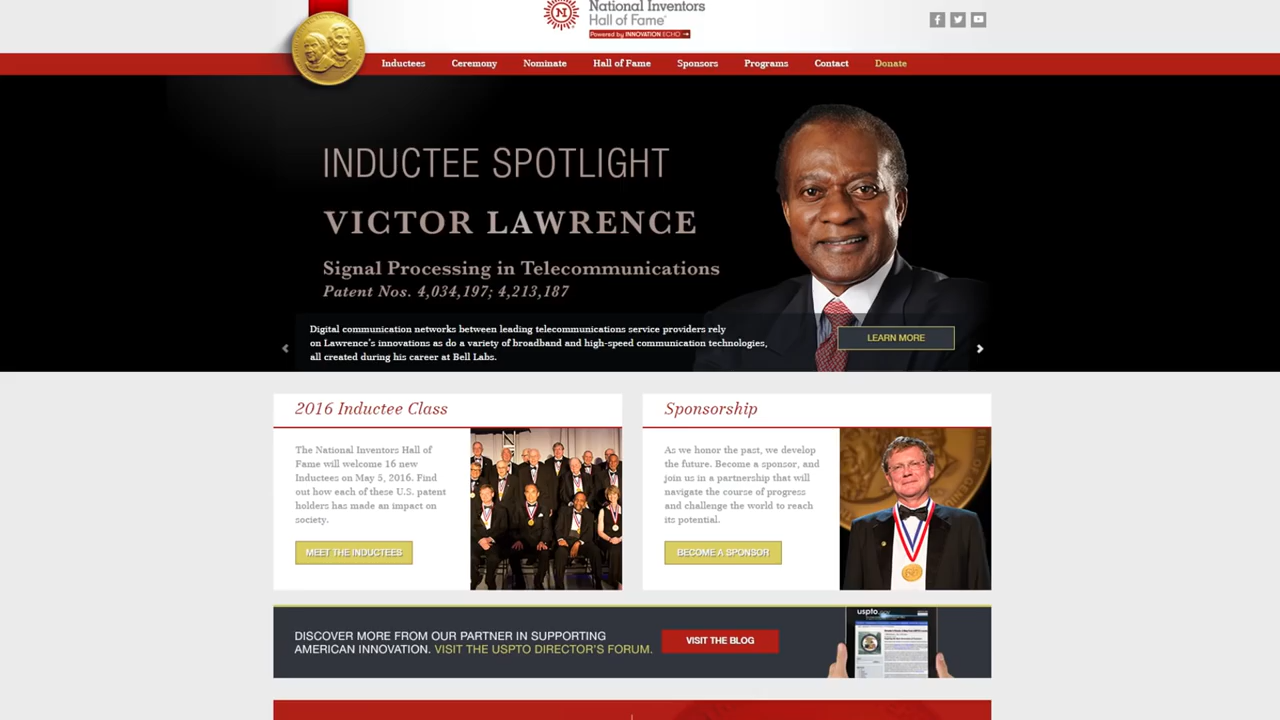 National Inventors
Hall of Fame
Powered by INNOVATION ECHO
Inductees Ceremony Nominate Hall of Fame Sponsors Programs Contact Donate
INDUCTEE SPOTLIGHT
VICTOR LAWRENCE
Signal Processing in Telecommunications
Patent Nos. 4,034,197; 4,213,187
Digital communication networks between leading telecommunications service providers rely
on Lawrence's innovations as do a variety of broadband and high-speed communication technologies,
all created during his career at Bell Labs.
LEARN MORE
2016 Inductee Class
The National Inventors Hall of
Fame will welcome 16 new
Inductees on May 5, 2016. Find
out how each of these U.S. patent
holders has made an impact on
society.
MEET THE INDUCTEES
Sponsorship
As we honor the past, we develop
the future. Become a sponsor, and
join us in a partnership that will
navigate the course of progress
and challenge the world to reach
its potential.
BECOME A SPONSOR
DISCOVER MORE FROM OUR PARTNER IN SUPPORTING
AMERICAN INNOVATION. VISIT THE USPTO DIRECTOR'S FORUM.
VISIT THE BLOG
uspto